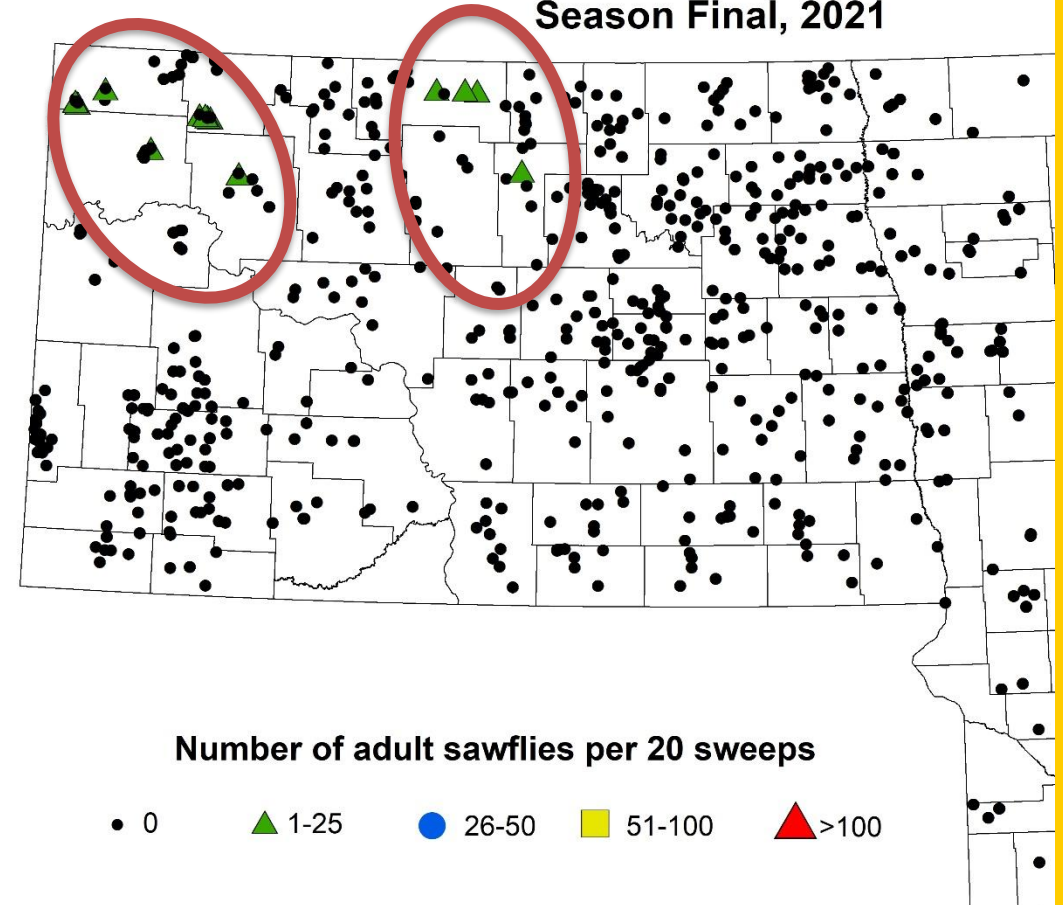 Season Final, 2021
Number of adult sawflies per 20 sweeps
0 1-25 26-50 51-100 >100